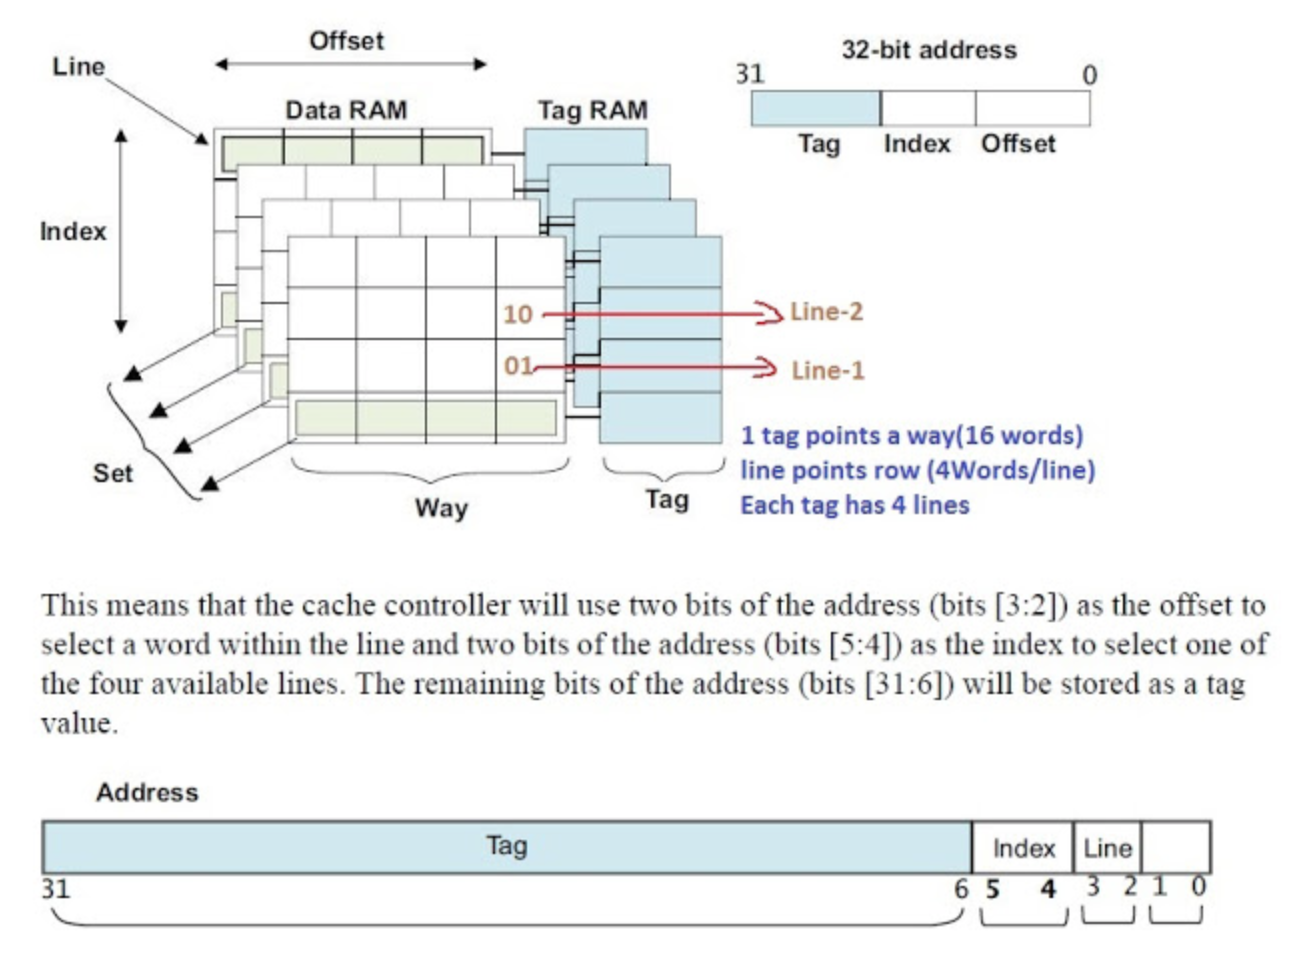 Offset
Line
Data RAM
Tag RAM
Index
32-bit address
31 0
Tag Index Offset
10 Line-2
01 Line-1
1 tag points a way(16 words)
line points row (4Words/line)
Each tag has 4 lines
Set
Way
Tag
This means that the cache controller will use two bits of the address (bits [3:2]) as the offset to
select a word within the line and two bits of the address (bits [5:4]) as the index to select one of
the four available lines. The remaining bits of the address (bits [31:6]) will be stored as a tag
value.
Address
Tag Index Line
31 6 5 4 3 2 1 0